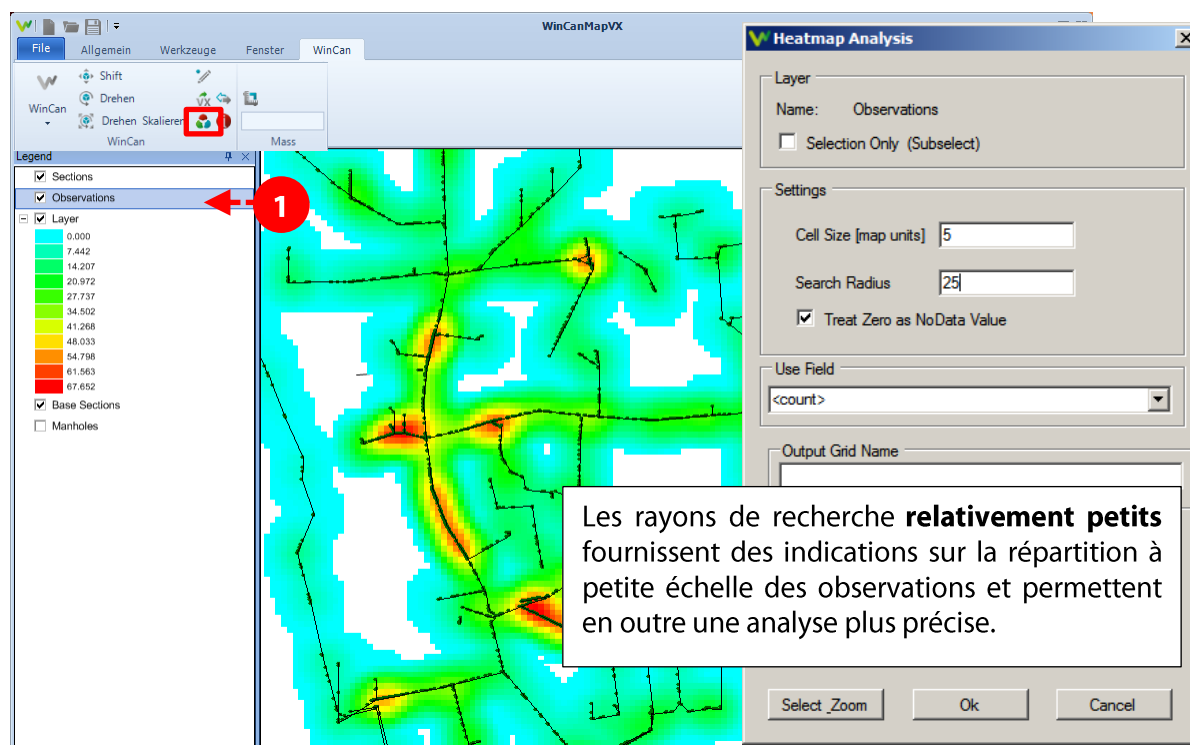 WinCanMapVX
File Allgemein Werkzeuge Fenster WinCan
WinCan
Shift
Drehen
Drehen Skalieren
VX
WinCan
Mass
Legend
Sections
Observations
Layer
0.000
7.442
14.207
20.972
27.737
34.502
41.268
48.033
54.798
61.563
67.652
Base Sections
Manholes
1
Heatmap Analysis
Layer
Name: Observations
Selection Only (Subselect)
Settings
Cell Size [map units] 5
Search Radius 25
Treat Zero as NoData Value
Use Field
<count>
Output Grid Name
Les rayons de recherche relativement petits
fournissent des indications sur la répartition à
petite échelle des observations et permettent
en outre une analyse plus précise.
Select _Zoom Ok Cancel